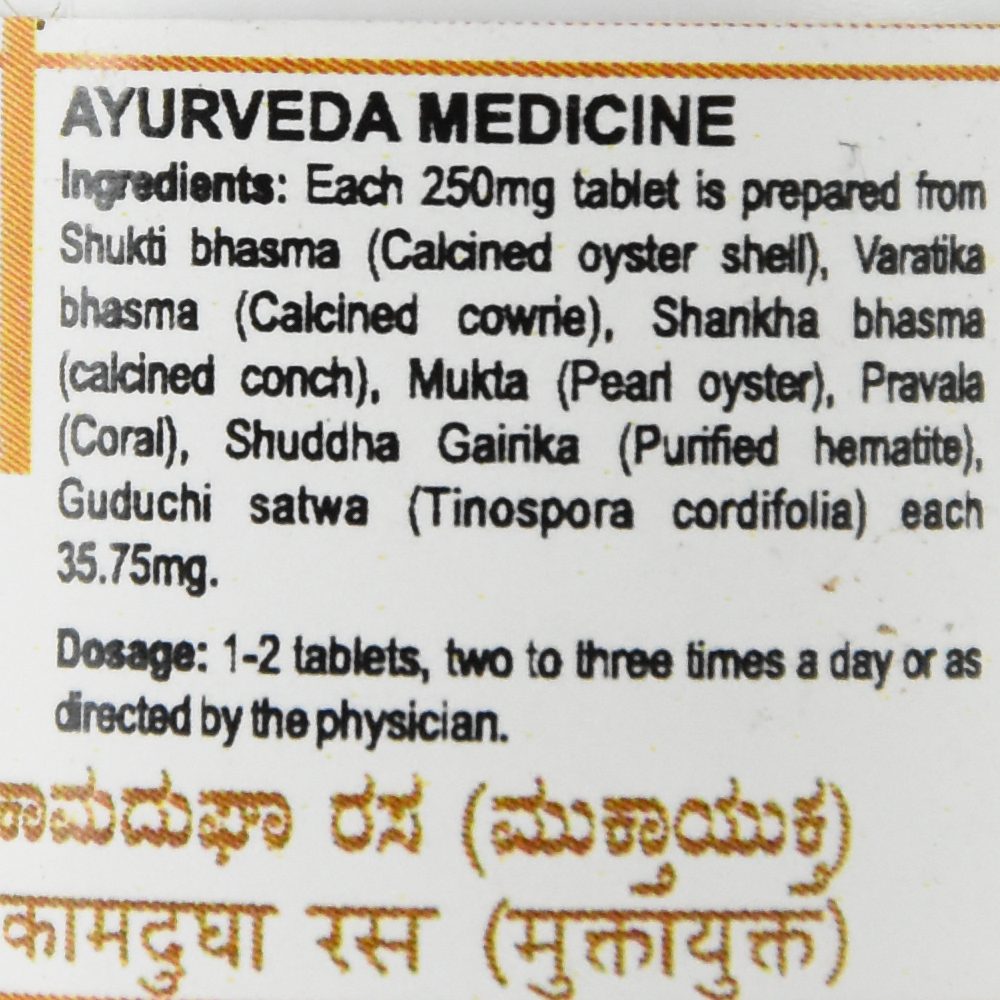 AYURVEDA MEDICINE
Ingredients: Each 250mg tablet is prepared from
Shukti bhasma (Calcined oyster shell), Varatika
bhasma (Calcined cowrie), Shankha bhasma
(calcined conch), Mukta (Pearl oyster), Pravala
(Coral), Shuddha Gairika (Purified hematite),
Guduchi satwa (Tinospora cordifolia) each
35.75mg.
Dosage: 1-2 tablets, two to three times a day or as
directed by the physician.
ಕಾಮದುಘಾ ರಸ (ಮುಕ್ತಾಯುಕ್ತ)
कामदुघा रस (मुक्तायुक्त)